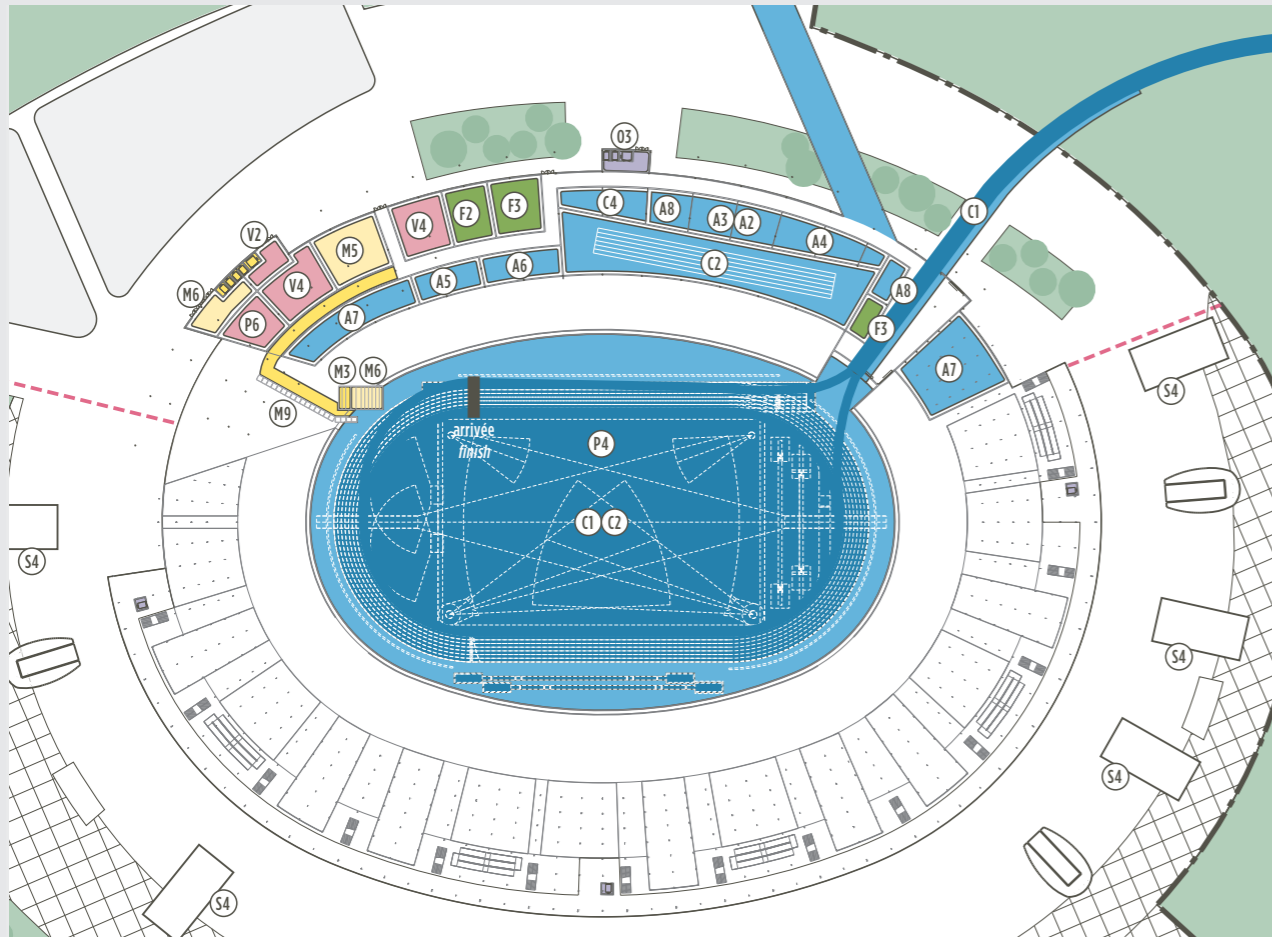 O3
C4
A8
A3
A2
A4
C1
V4
F2
F3
V2
M5
M6
V4
P6
A5
A6
A7
C2
A8
F3
A7
S4
M3
M6
M9
arrivée
finish
P4
C1
C2
S4
S4
S4
S4